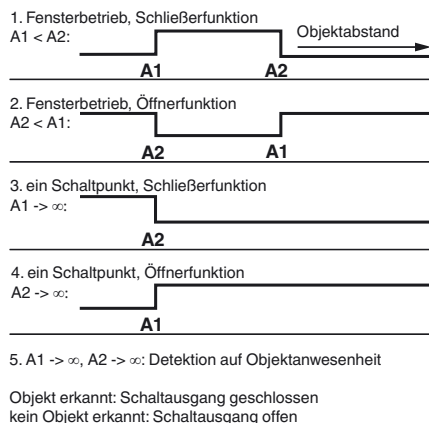 1. Fensterbetrieb, Schließerfunktion
A1 < A2:
Objektabstand
A1 A2
2. Fensterbetrieb, Öffnerfunktion
A2 < A1:
A2 A1
3. ein Schaltpunkt, Schließerfunktion
A1 -> ∞:
A2
4. ein Schaltpunkt, Öffnerfunktion
A2 -> ∞:
A1
5. A1 -> ∞, A2 -> ∞: Detektion auf Objektanwesenheit
Objekt erkannt: Schaltausgang geschlossen
kein Objekt erkannt: Schaltausgang offen